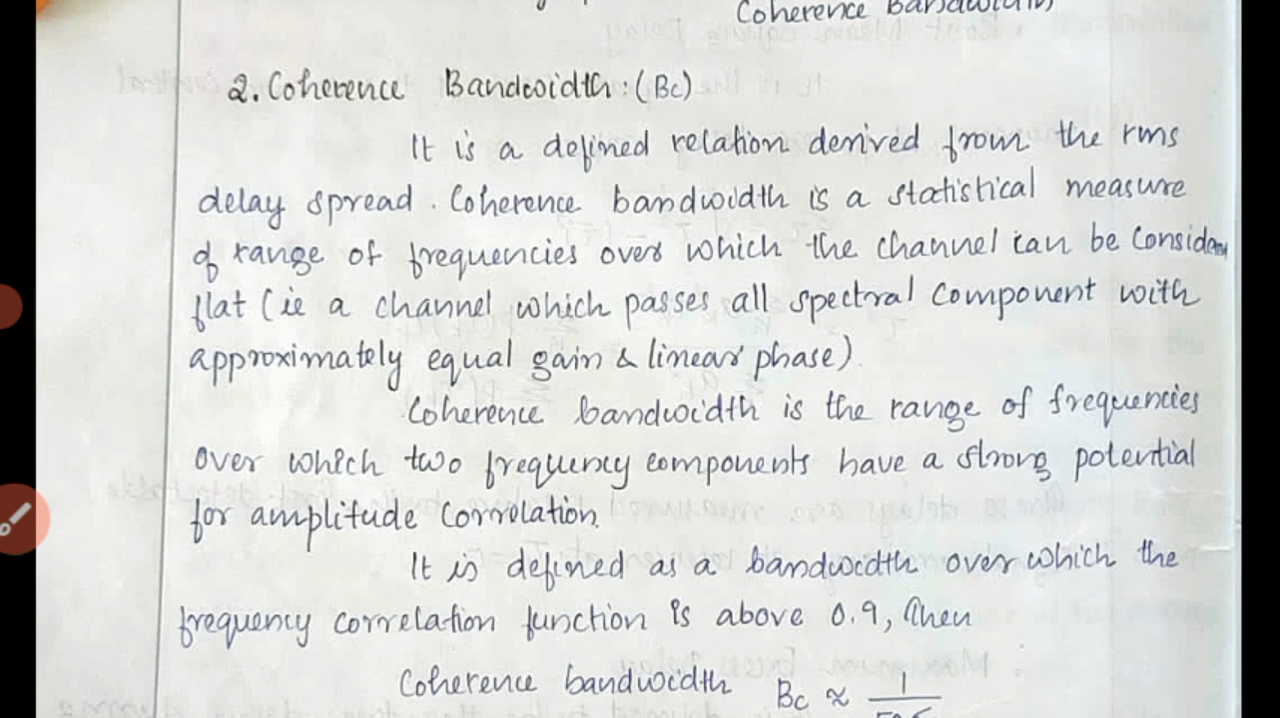 Coherence Bandwidth
2. Coherence Bandwidth : (Bc)
It is a defined relation derived from the rms
delay spread. Coherence bandwidth is a statistical measure
of range of frequencies over which the channel can be
flat (ie a channel which passes all spectral component with
approximately equal gain & linear phase).
Coherence bandwidth is the range of frequencies
over which two frequency components have a strong potential
for amplitude correlation.
It is defined as a bandwidth over which the
frequency correlation function is above 0.9, then
Coherence bandwidth Bc ≈ 1